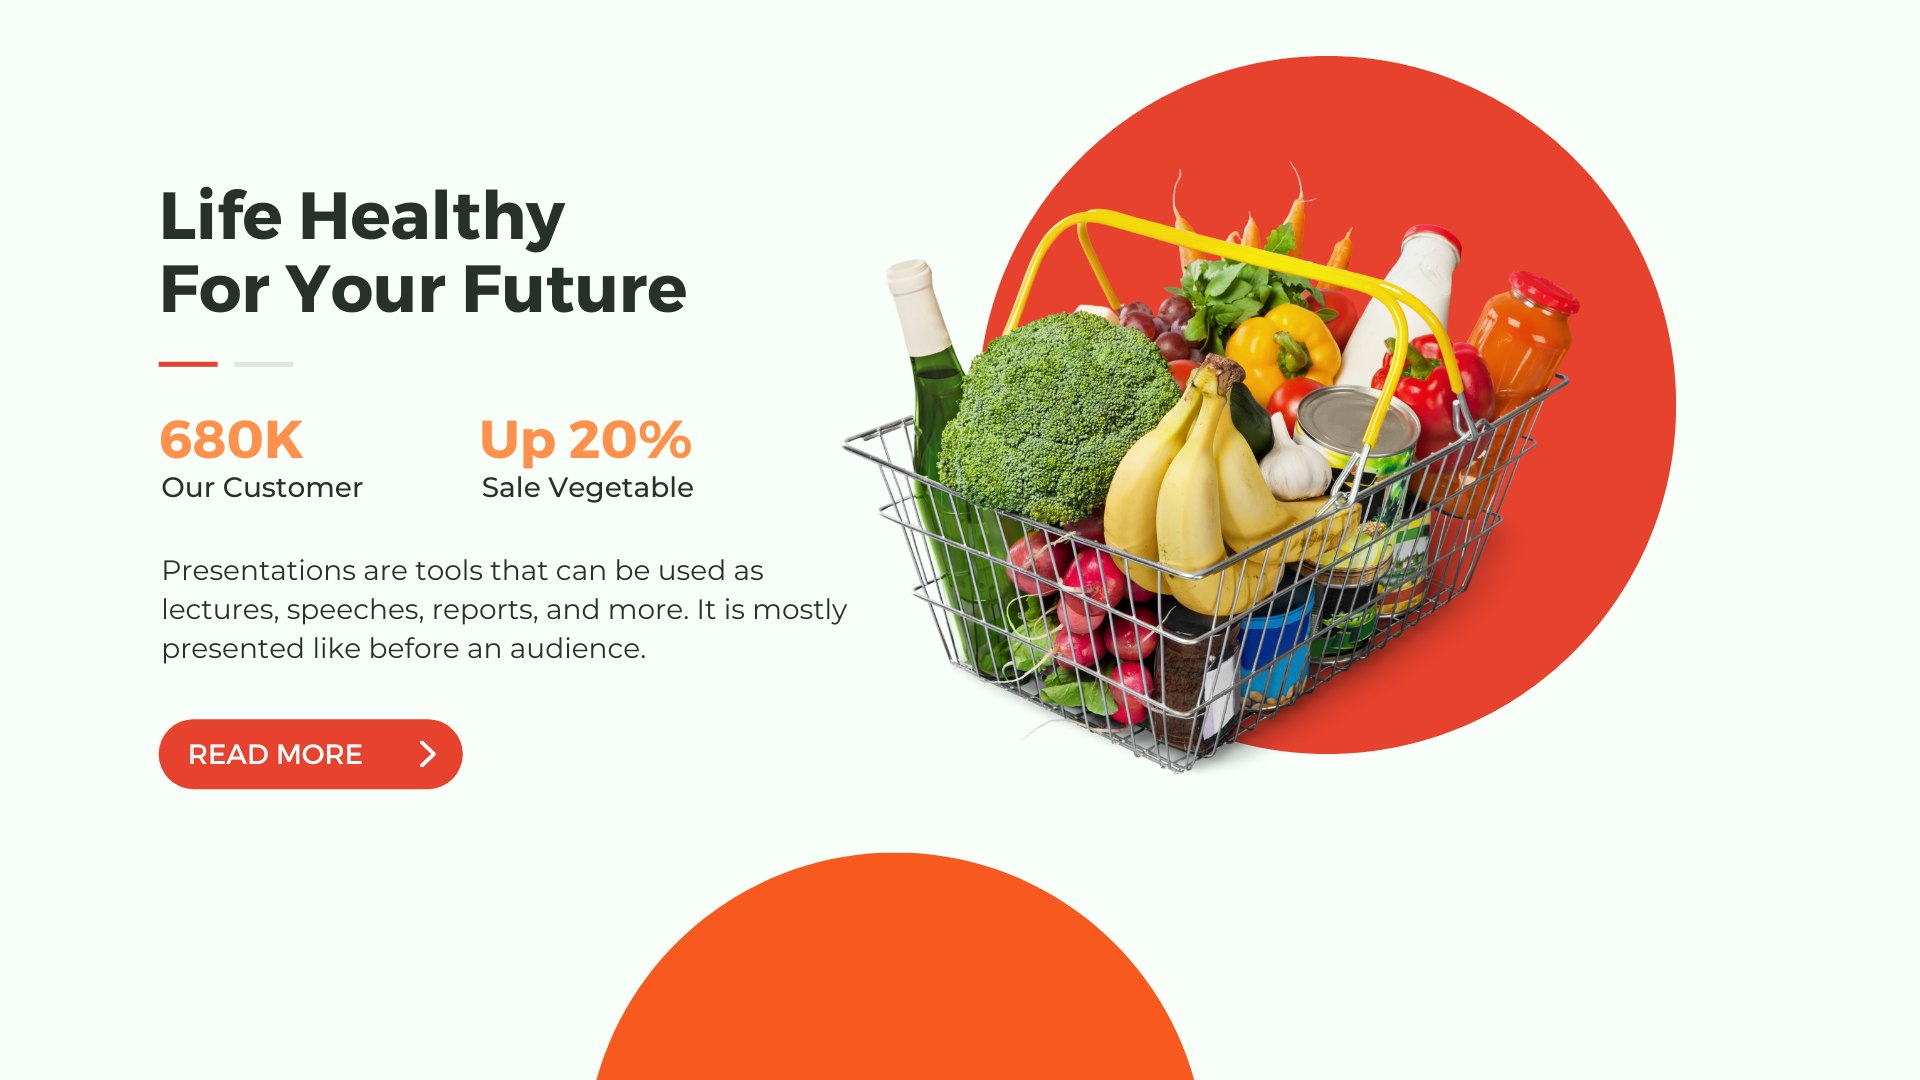 Life Healthy
For Your Future
680K
Our Customer
Up 20%
Sale Vegetable
Presentations are tools that can be used as
lectures, speeches, reports, and more. It is mostly
presented like before an audience.
READ MORE